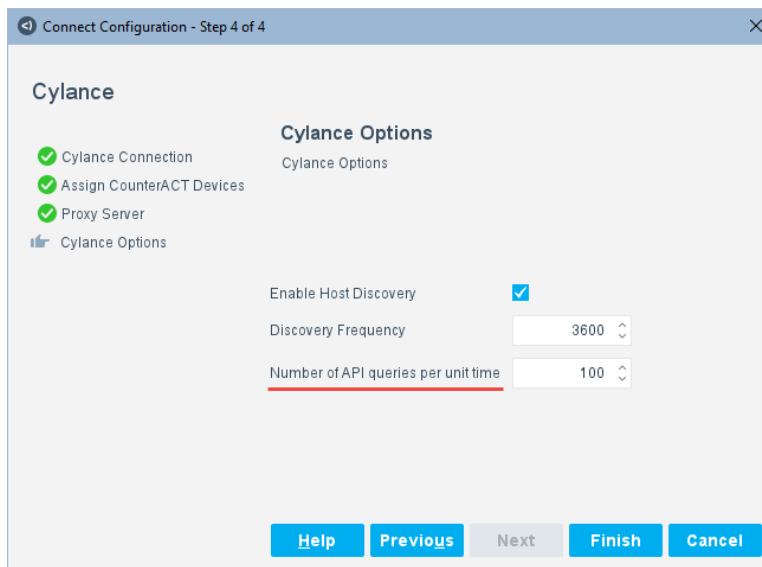 Connect Configuration - Step 4 of 4
Cylance
Cylance Connection
Assign CounterACT Devices
Proxy Server
Cylance Options
Cylance Options
Cylance Options
Enable Host Discovery
Discovery Frequency 3600
Number of API queries per unit time 100
Help Previous Next Finish Cancel